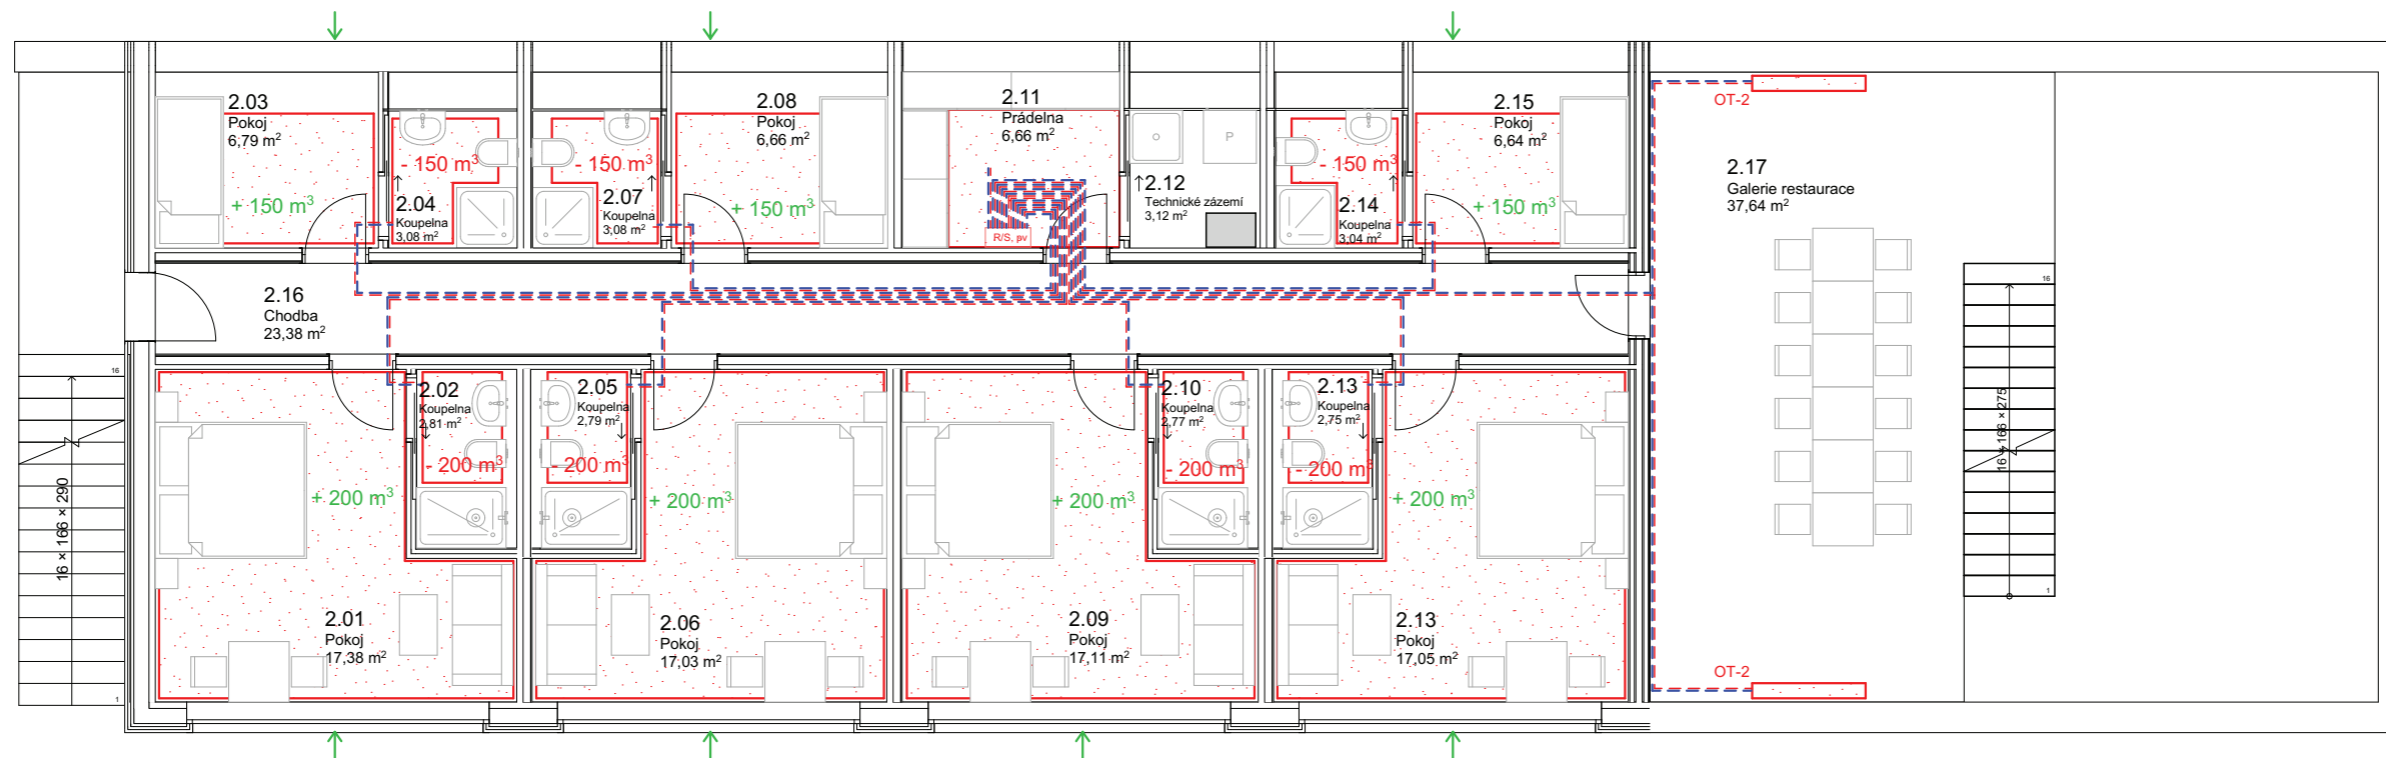 2.03
Pokoj
6,79 m²
+ 150 m³
- 150 m³
2.04
Koupelna
3,08 m²
- 150 m³
2.07
Koupelna
3,08 m²
2.08
Pokoj
6,66 m²
+ 150 m³
2.11
Prádelna
6,66 m²
R/S, pv
P
2.12
Technické zázemí
3,12 m²
- 150 m³
2.14
Koupelna
3,04 m²
2.15
Pokoj
6,64 m²
+ 150 m³
OT-2
2.17
Galerie restaurace
37,64 m²
2.16
Chodba
23,38 m²
16
16 × 166 × 290
1
2.02
Koupelna
2,81 m²
- 200 m³
+ 200 m³
2.01
Pokoj
17,38 m²
2.05
Koupelna
2,79 m²
- 200 m³
+ 200 m³
2.06
Pokoj
17,03 m²
2.10
Koupelna
2,77 m²
- 200 m³
+ 200 m³
2.09
Pokoj
17,11 m²
2.13
Koupelna
2,75 m²
- 200 m³
+ 200 m³
2.13
Pokoj
17,05 m²
OT-2
16
16 × 166 × 275
1